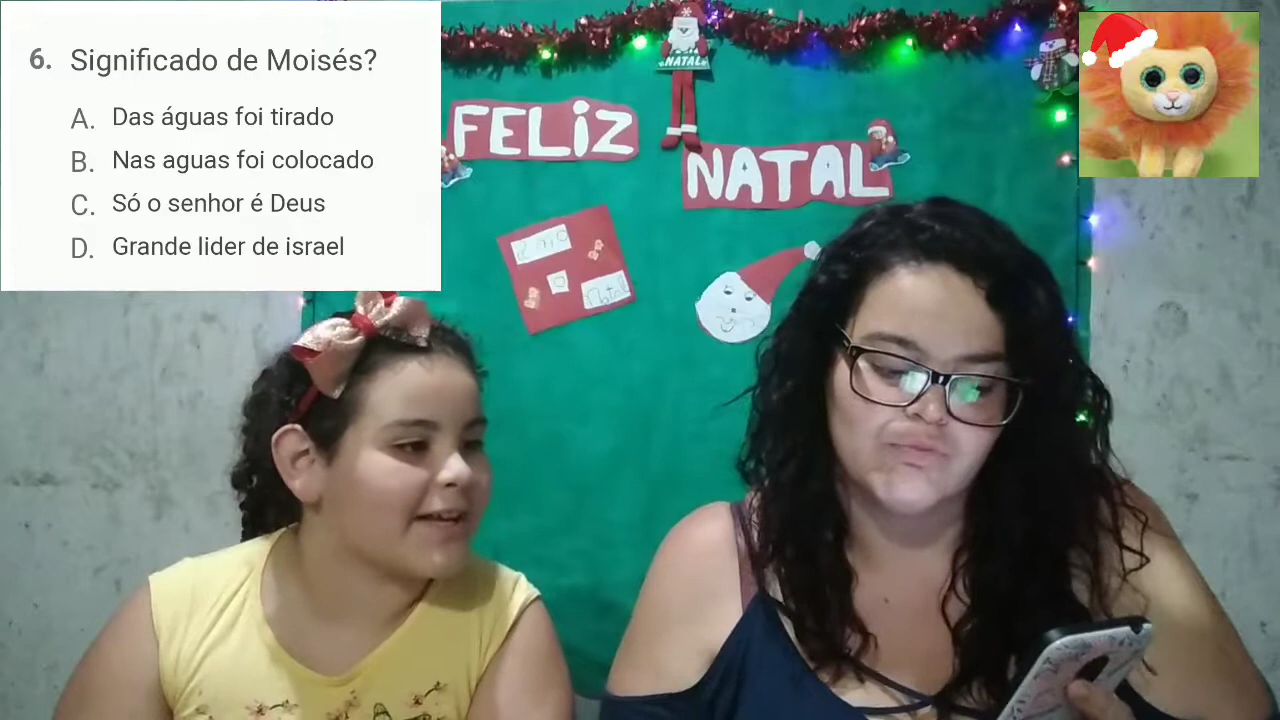 6. Significado de Moisés?
A. Das águas foi tirado
B. Nas aguas foi colocado
C. Só o senhor é Deus
D. Grande lider de israel
NATAL
FELIZ
NATAL
Natal